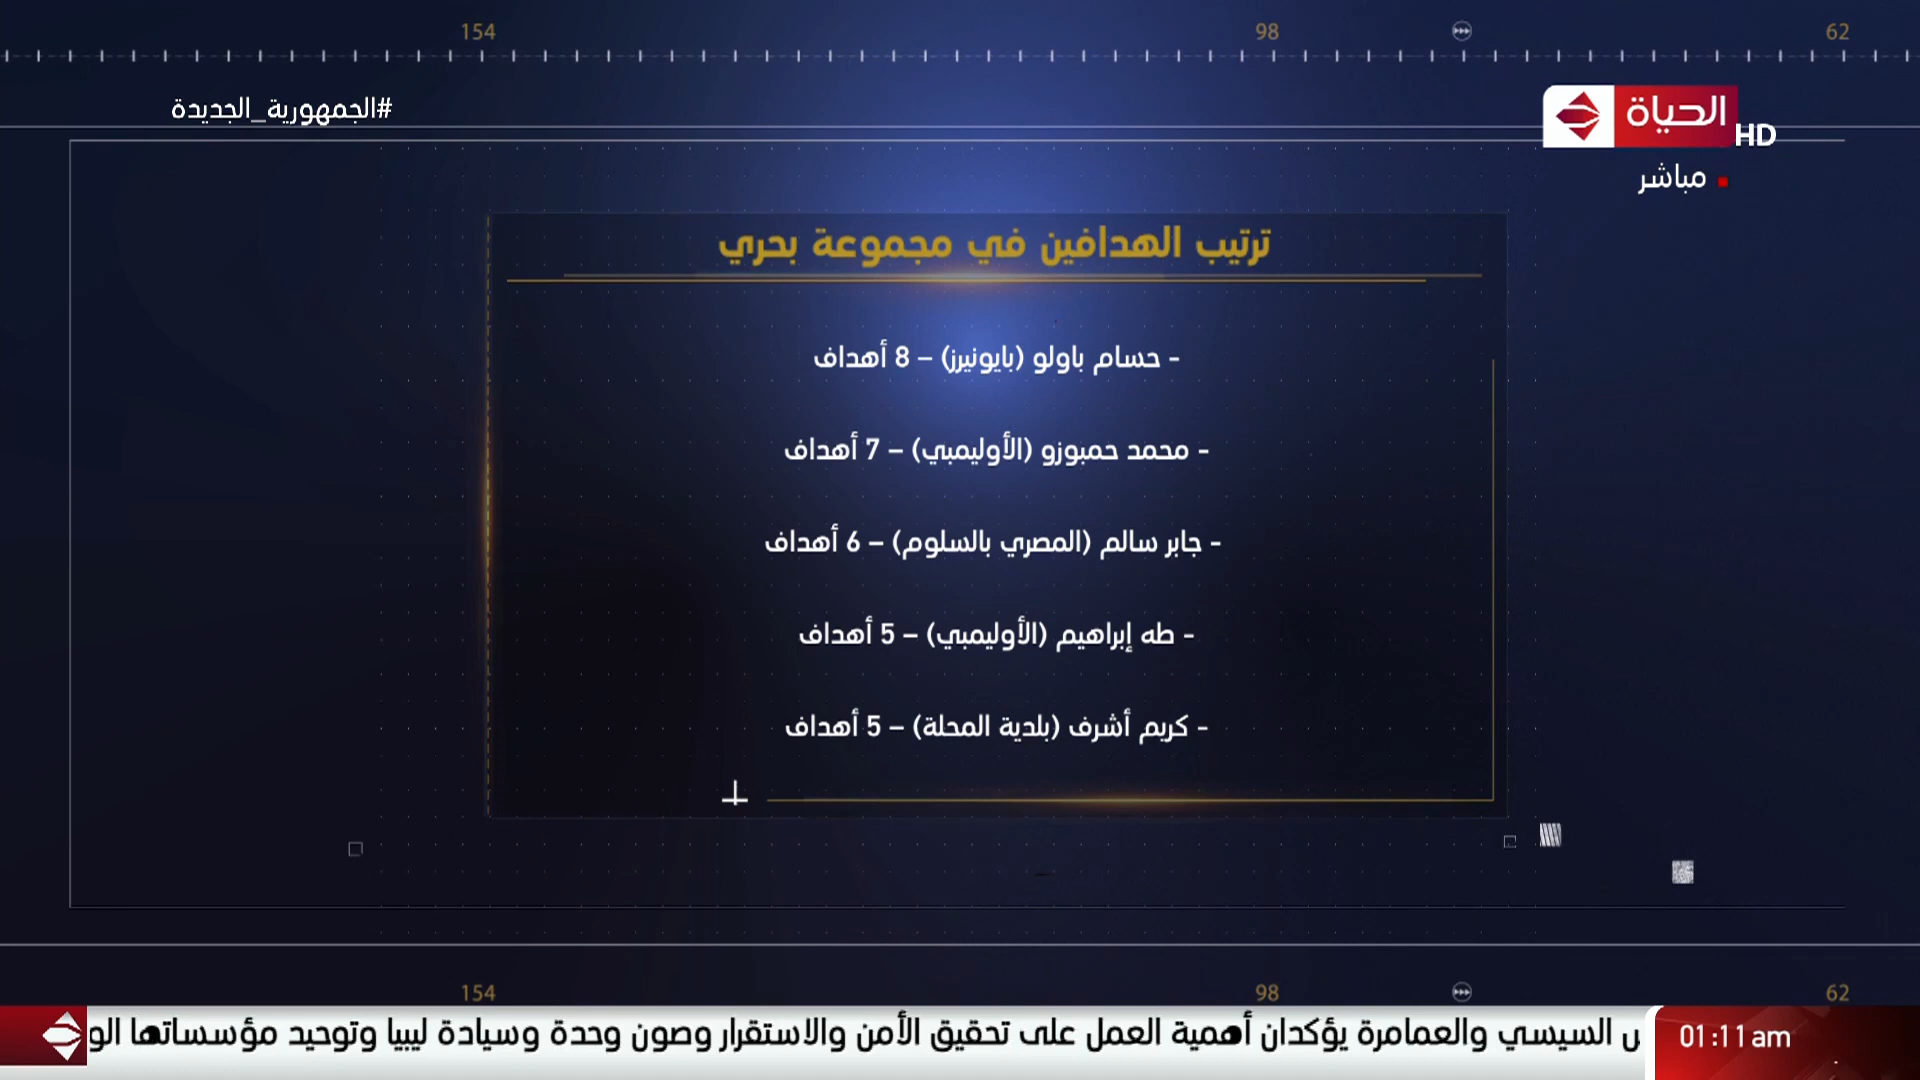 154 98 62
#الجمهورية_الجديدة
الحياة
HD
مباشر
ترتيب الهدافين في مجموعة بحري
- حسام باولو (بايونيرز) – 8 أهداف
- محمد حمبوزو (الأوليمبي) – 7 أهداف
- جابر سالم (المصري بالسلوم) – 6 أهداف
- طه إبراهيم (الأوليمبي) – 5 أهداف
- كريم أشرف (بلدية المحلة) – 5 أهداف
154 98 62
السيسي والعمامرة يؤكدان أهمية العمل على تحقيق الأمن والاستقرار وصون وحدة وسيادة ليبيا وتوحيد مؤسساتها
01:11am